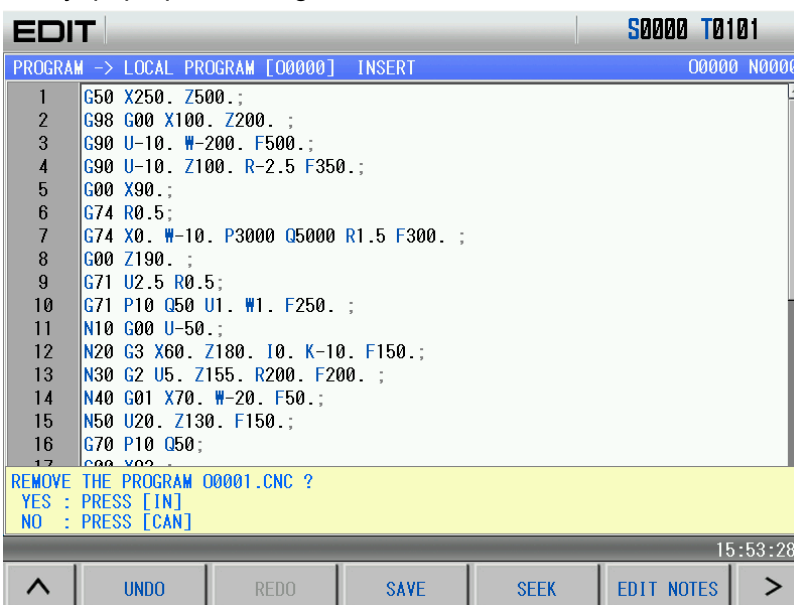 EDIT S0000 T0101
PROGRAM -> LOCAL PROGRAM [O0000] INSERT O0000 N0000
1 G50 X250. Z500.;
2 G98 G00 X100. Z200. ;
3 G90 U-10. W-200. F500.;
4 G90 U-10. Z100. R-2.5 F350.;
5 G00 X90.;
6 G74 R0.5;
7 G74 X0. W-10. P3000 Q5000 R1.5 F300. ;
8 G00 Z190. ;
9 G71 U2.5 R0.5;
10 G71 P10 Q50 U1. W1. F250. ;
11 N10 G00 U-50.;
12 N20 G3 X60. Z180. I0. K-10. F150.;
13 N30 G2 U5. Z155. R200. F200. ;
14 N40 G01 X70. W-20. F50.;
15 N50 U20. Z130. F150.;
16 G70 P10 Q50;
17
REMOVE THE PROGRAM O0001.CNC ?
YES : PRESS [IN]
NO : PRESS [CAN]
15:53:28
^ UNDO REDO SAVE SEEK EDIT NOTES >